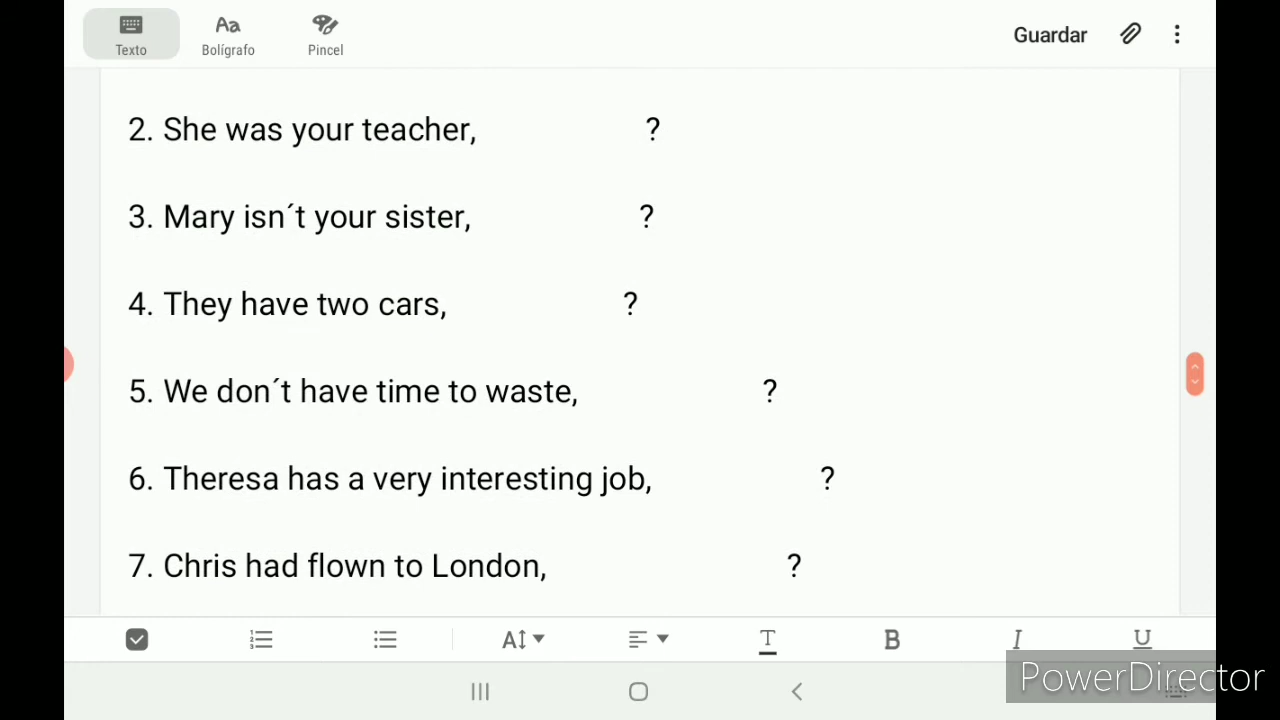 Texto Bolígrafo Pincel Guardar
2. She was your teacher, ?
3. Mary isn´t your sister, ?
4. They have two cars, ?
5. We don´t have time to waste, ?
6. Theresa has a very interesting job, ?
7. Chris had flown to London, ?
PowerDirector